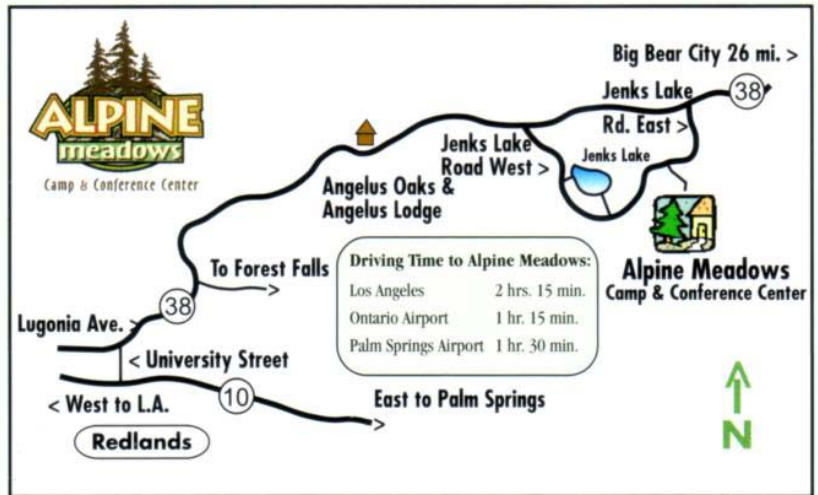 ALPINE
meadows
Camp & Conference Center
Big Bear City 26 mi. >
38
Jenks Lake
Rd. East >
Jenks Lake
Road West >
Jenks Lake
Angelus Oaks &
Angelus Lodge
Alpine Meadows
Camp & Conference Center
To Forest Falls
>
38
Driving Time to Alpine Meadows:
Los Angeles 2 hrs. 15 min.
Ontario Airport 1 hr. 15 min.
Palm Springs Airport 1 hr. 30 min.
Lugonia Ave. >
< University Street
10
< West to L.A.
East to Palm Springs
>
Redlands
N